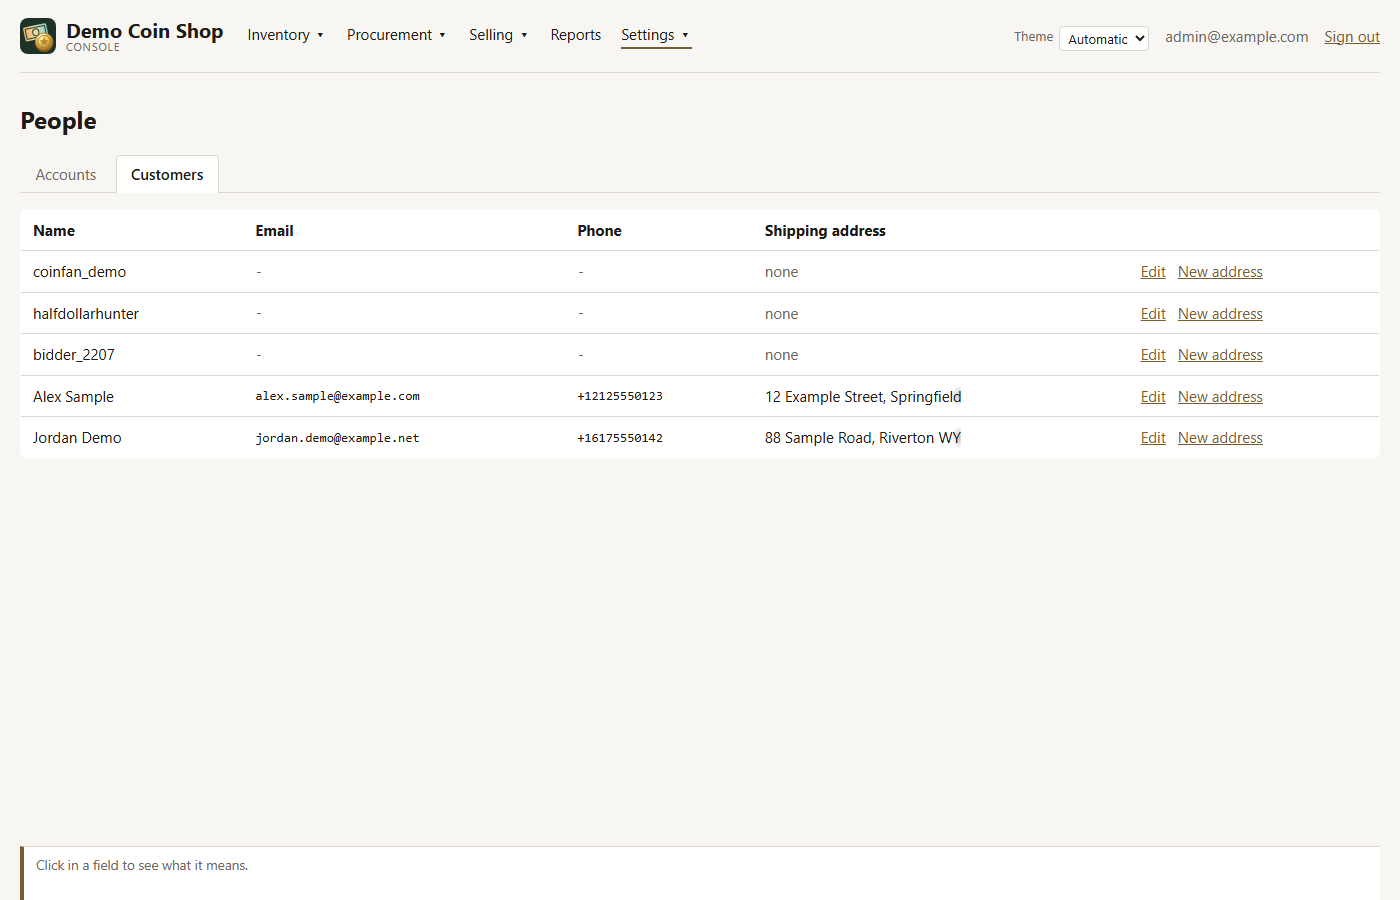 Demo Coin Shop
CONSOLE
Inventory ▾ Procurement ▾ Selling ▾ Reports Settings ▾
Theme Automatic admin@example.com Sign out
People
Accounts Customers
Name Email Phone Shipping address
coinfan_demo - - none Edit New address
halfdollarhunter - - none Edit New address
bidder_2207 - - none Edit New address
Alex Sample alex.sample@example.com +12125550123 12 Example Street, Springfield Edit New address
Jordan Demo jordan.demo@example.net +16175550142 88 Sample Road, Riverton WY Edit New address
Click in a field to see what it means.